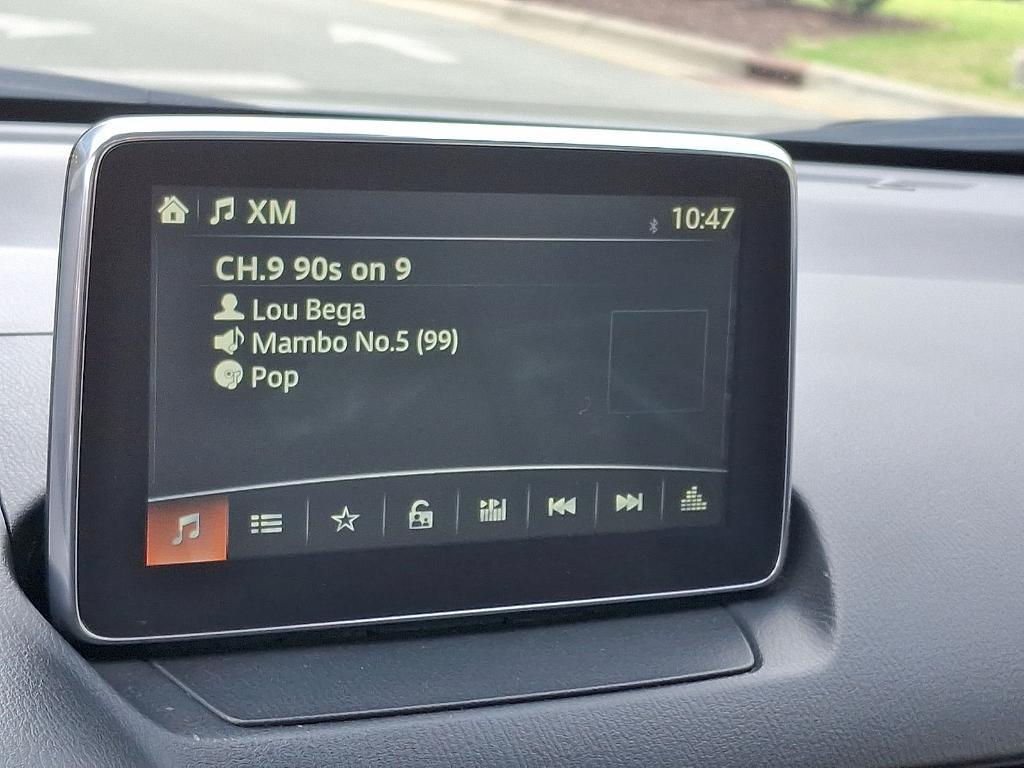 XM
10:47
CH.9 90s on 9
Lou Bega
Mambo No.5 (99)
Pop